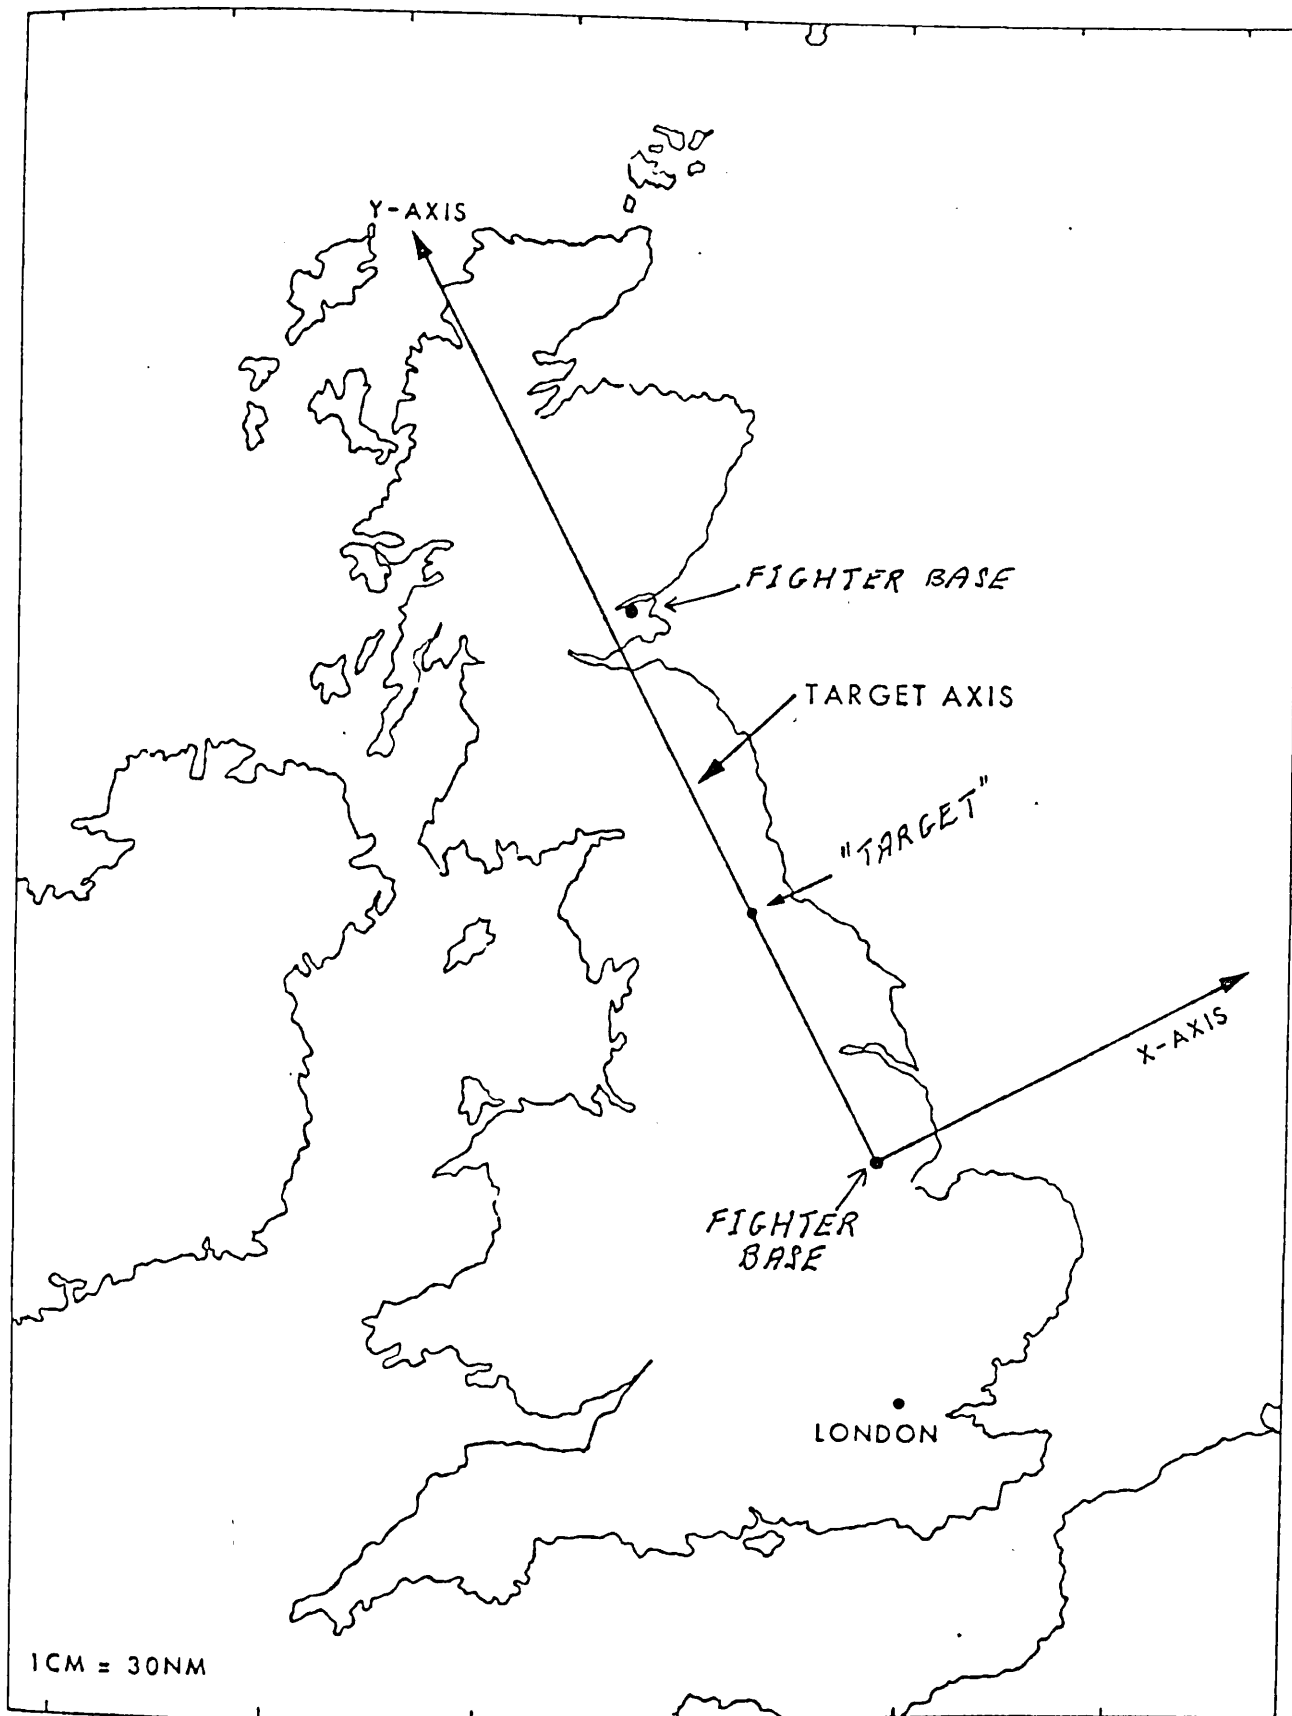 Y-AXIS
FIGHTER BASE
TARGET AXIS
"TARGET"
X-AXIS
FIGHTER
BASE
LONDON
1CM = 30NM